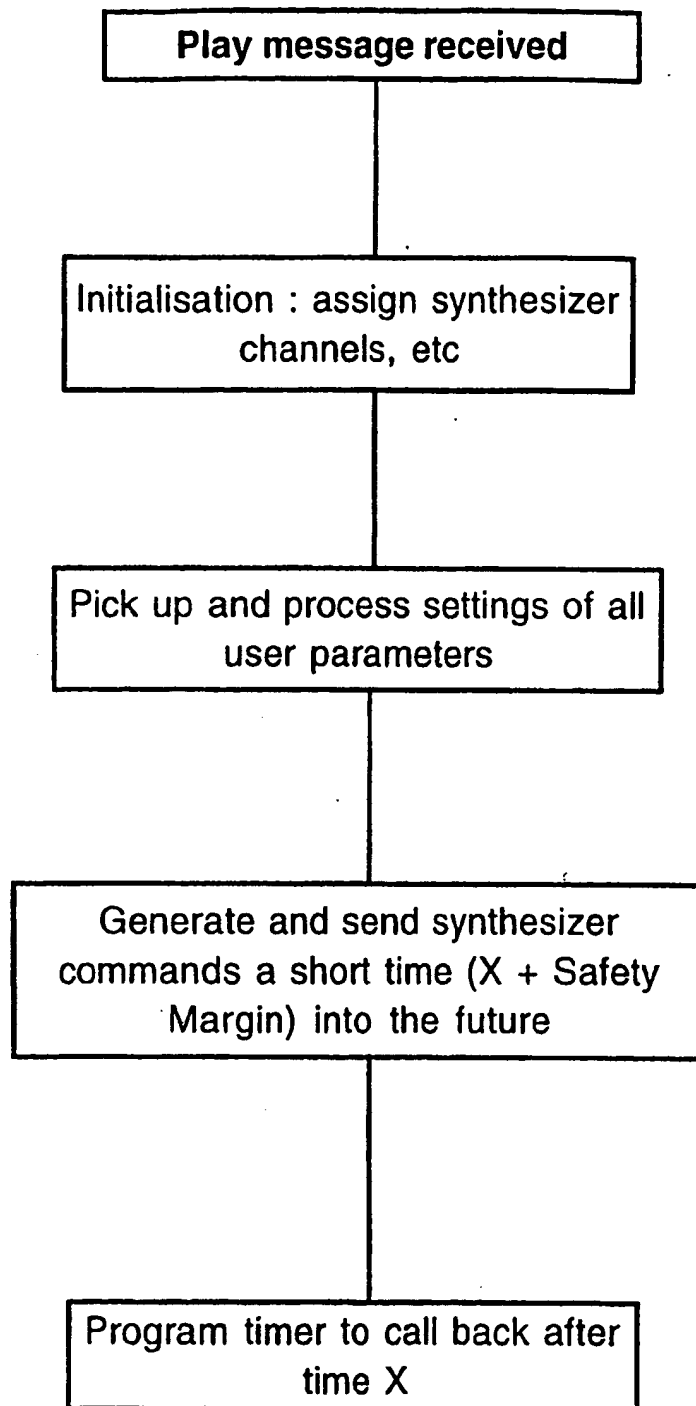 Play message received
Initialisation : assign synthesizer
channels, etc
Pick up and process settings of all
user parameters
Generate and send synthesizer
commands a short time (X + Safety
Margin) into the future
Program timer to call back after
time X